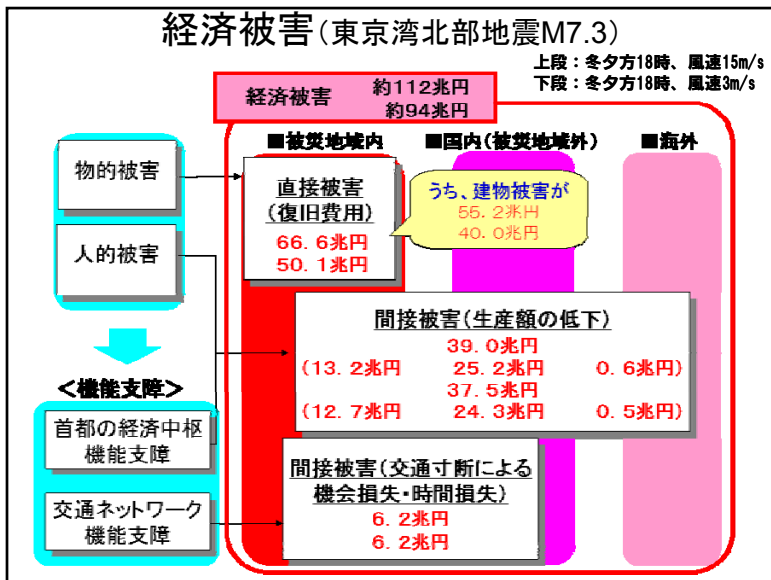 経済被害(東京湾北部地震M7.3)
上段：冬夕方18時、風速15m/s
下段：冬夕方18時、風速3m/s
経済被害 約112兆円
約94兆円
■被災地域内 ■国内(被災地域外) ■海外
物的被害
人的被害
直接被害
(復旧費用)
66.6兆円
50.1兆円
うち、建物被害が
55.2兆円
40.0兆円
間接被害(生産額の低下)
39.0兆円
(13.2兆円 25.2兆円 0.6兆円)
37.5兆円
(12.7兆円 24.3兆円 0.5兆円)
＜機能支障＞
首都の経済中枢
機能支障
交通ネットワーク
機能支障
間接被害(交通寸断による
機会損失・時間損失)
6.2兆円
6.2兆円